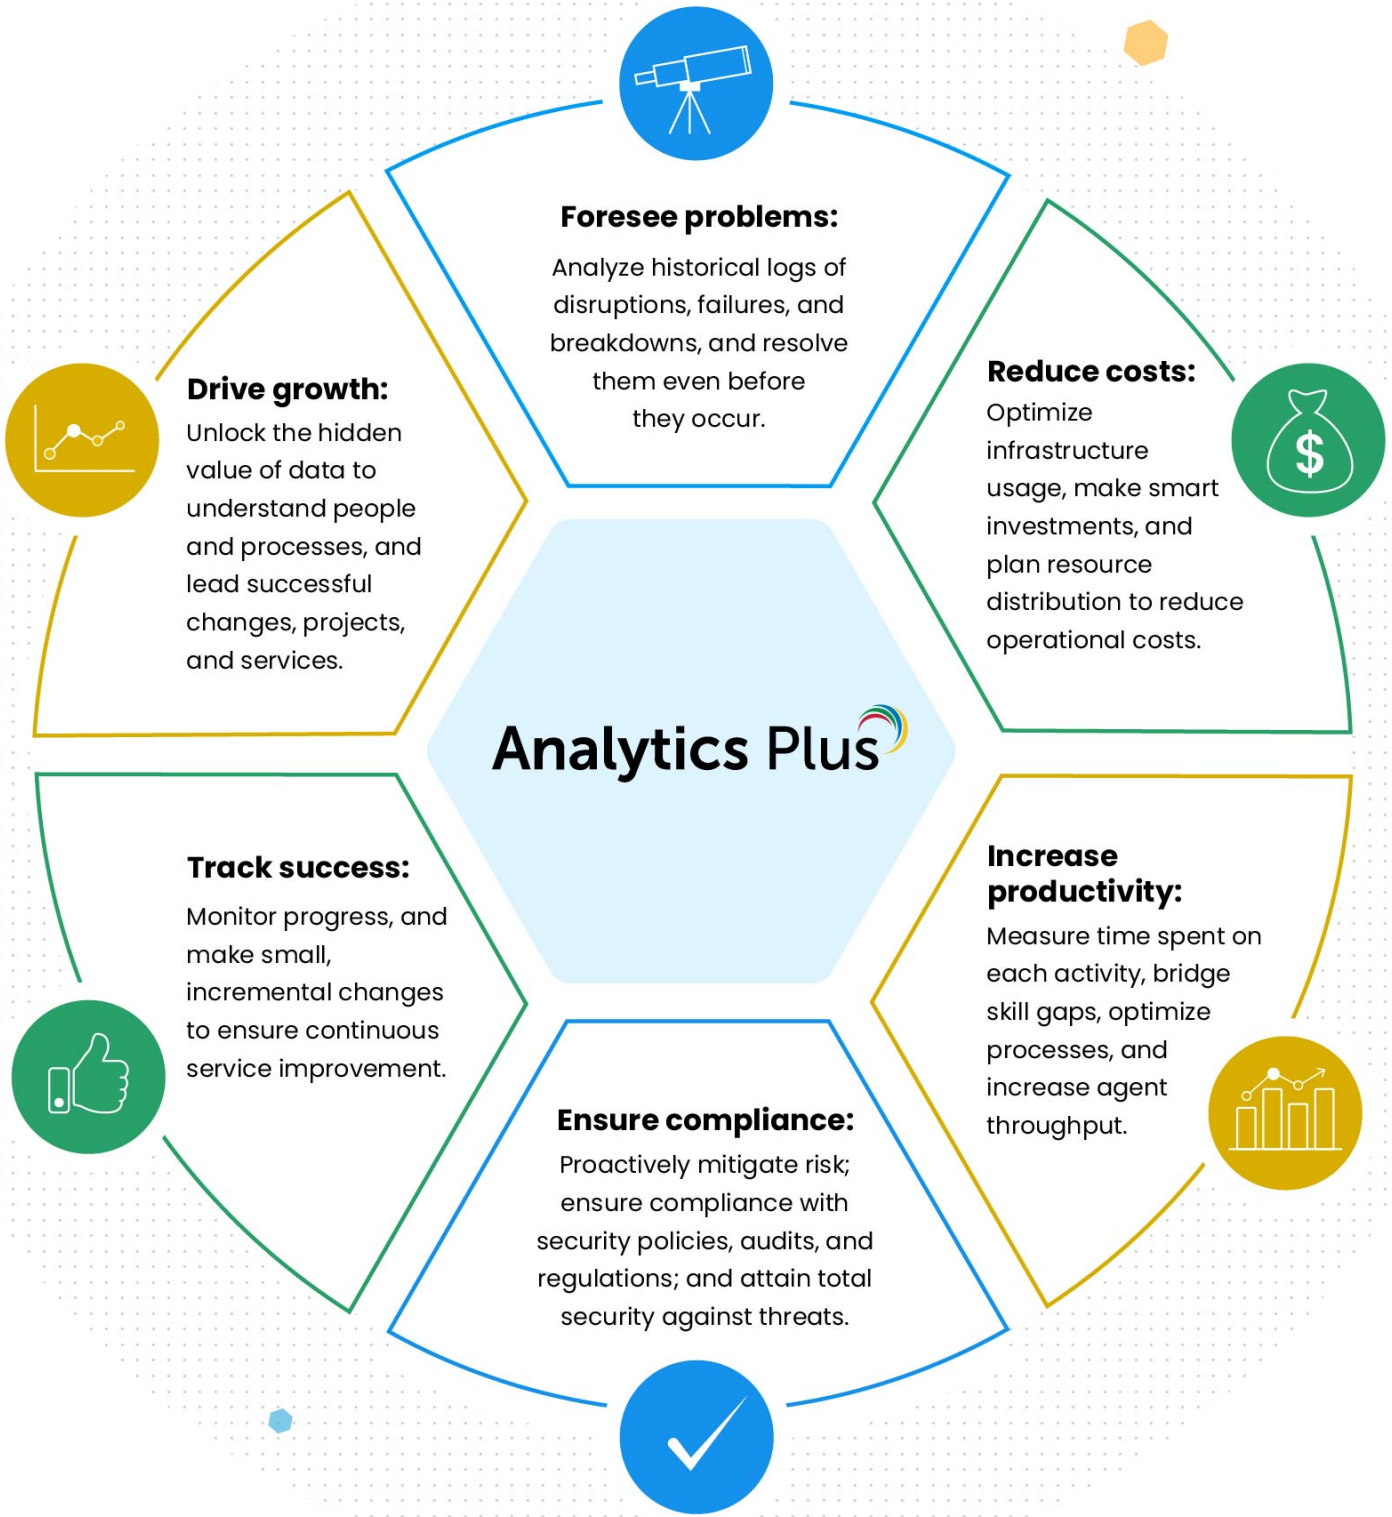 Foresee problems:
Analyze historical logs of
disruptions, failures, and
breakdowns, and resolve
them even before
they occur.
Reduce costs:
Optimize
infrastructure
usage, make smart
investments, and
plan resource
distribution to reduce
operational costs.
Increase
productivity:
Measure time spent on
each activity, bridge
skill gaps, optimize
processes, and
increase agent
throughput.
Ensure compliance:
Proactively mitigate risk;
ensure compliance with
security policies, audits, and
regulations; and attain total
security against threats.
Track success:
Monitor progress, and
make small,
incremental changes
to ensure continuous
service improvement.
Drive growth:
Unlock the hidden
value of data to
understand people
and processes, and
lead successful
changes, projects,
and services.
Analytics Plus
$